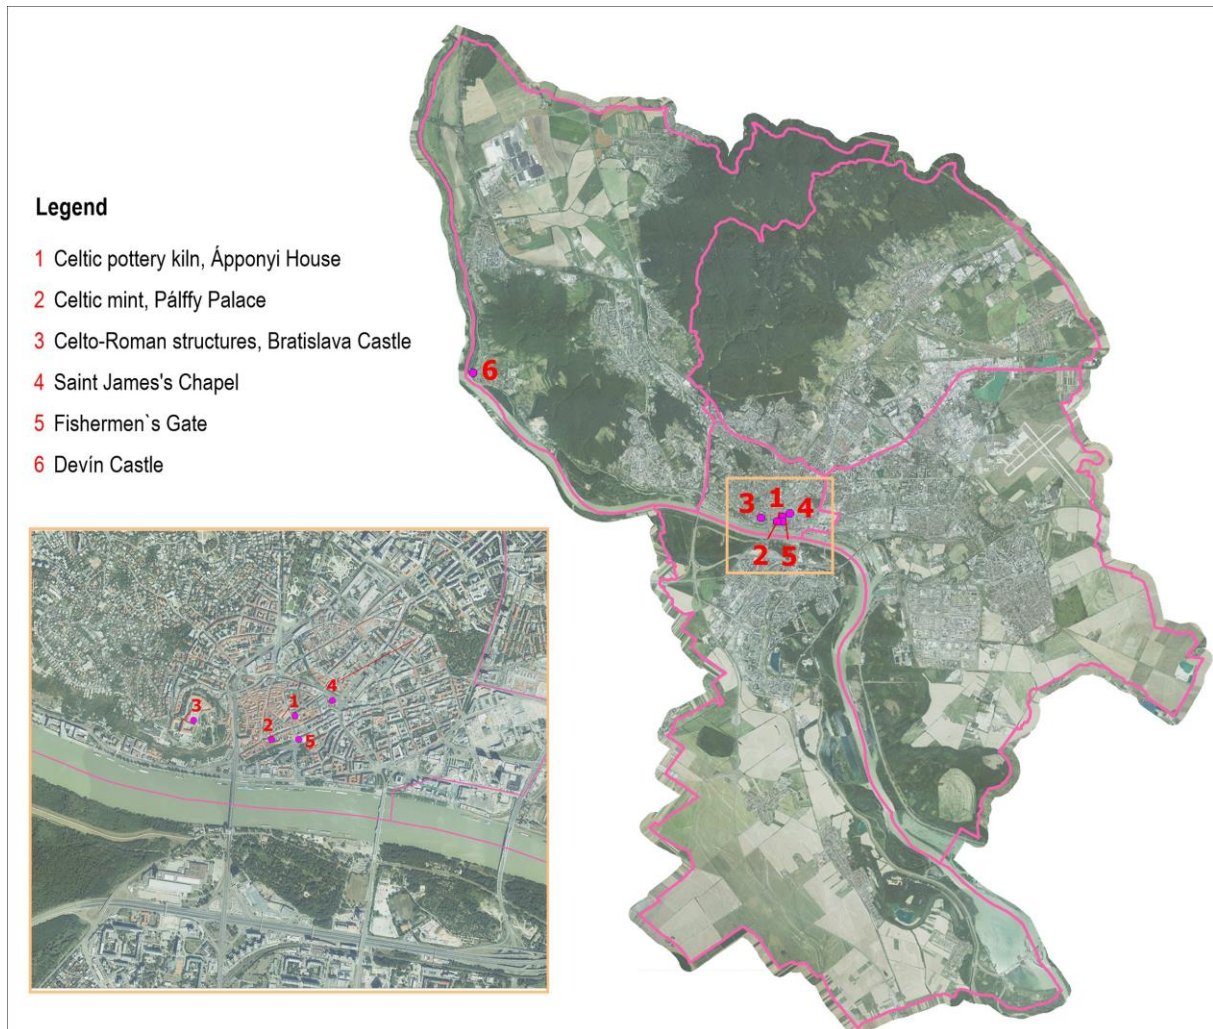 Legend
1 Celtic pottery kiln, Ápponyi House
2 Celtic mint, Pálffy Palace
3 Celto-Roman structures, Bratislava Castle
4 Saint James's Chapel
5 Fishermen`s Gate
6 Devín Castle
6
3 1 4
2 5
4
3 1
2 5